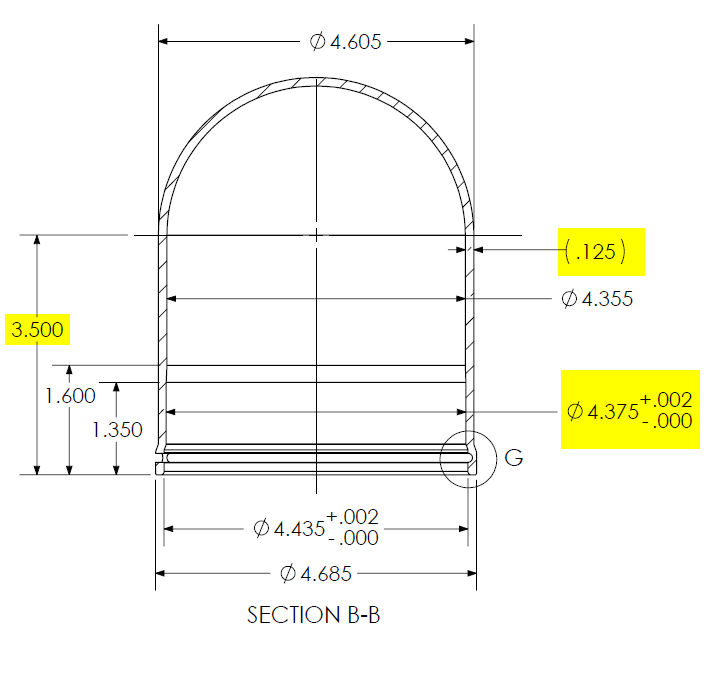 ⌀ 4.605
( .125 )
⌀ 4.355
3.500
1.600
⌀ 4.375 +.002
- .000
1.350
G
⌀ 4.435 +.002
- .000
⌀ 4.685
SECTION B-B